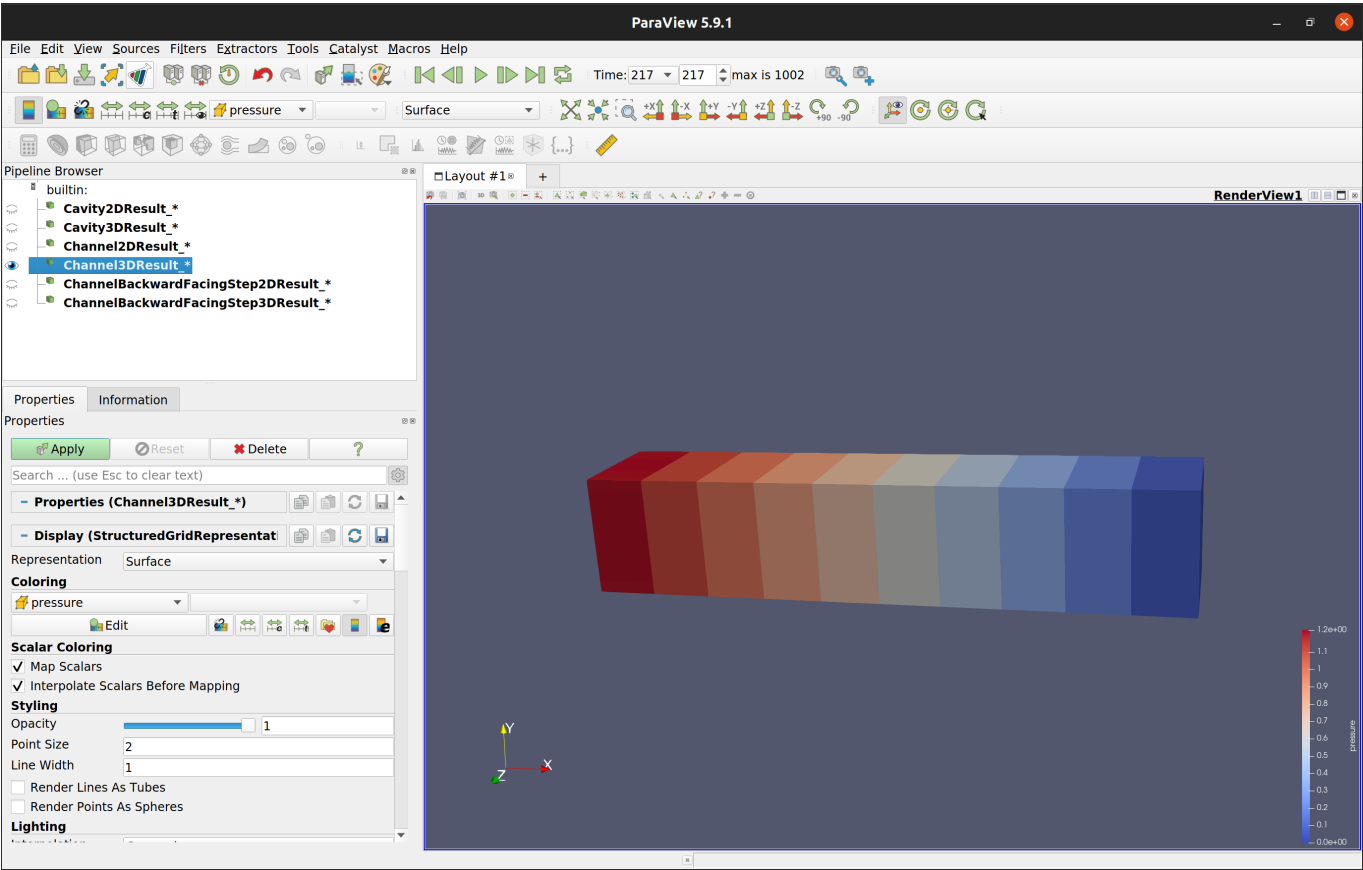 ParaView 5.9.1
File Edit View Sources Filters Extractors Tools Catalyst Macros Help
Time: 217 217 max is 1002
pressure Surface +X -X +Y -Y +Z -Z +90 -90
Pipeline Browser
builtin:
Cavity2DResult_*
Cavity3DResult_*
Channel2DResult_*
Channel3DResult_*
ChannelBackwardFacingStep2DResult_*
ChannelBackwardFacingStep3DResult_*
Properties Information
Properties
Apply Reset Delete ?
Search ... (use Esc to clear text)
− Properties (Channel3DResult_*)
− Display (StructuredGridRepresentat
Representation Surface
Coloring
pressure
Edit
Scalar Coloring
Map Scalars
Interpolate Scalars Before Mapping
Styling
Opacity 1
Point Size 2
Line Width 1
Render Lines As Tubes
Render Points As Spheres
Lighting
Layout #1 +
3D RenderView1
Y
X
Z
1.2e+00
1.1
1
0.9
0.8
0.7
0.6
0.5
0.4
0.3
0.2
0.1
0.0e+00
pressure